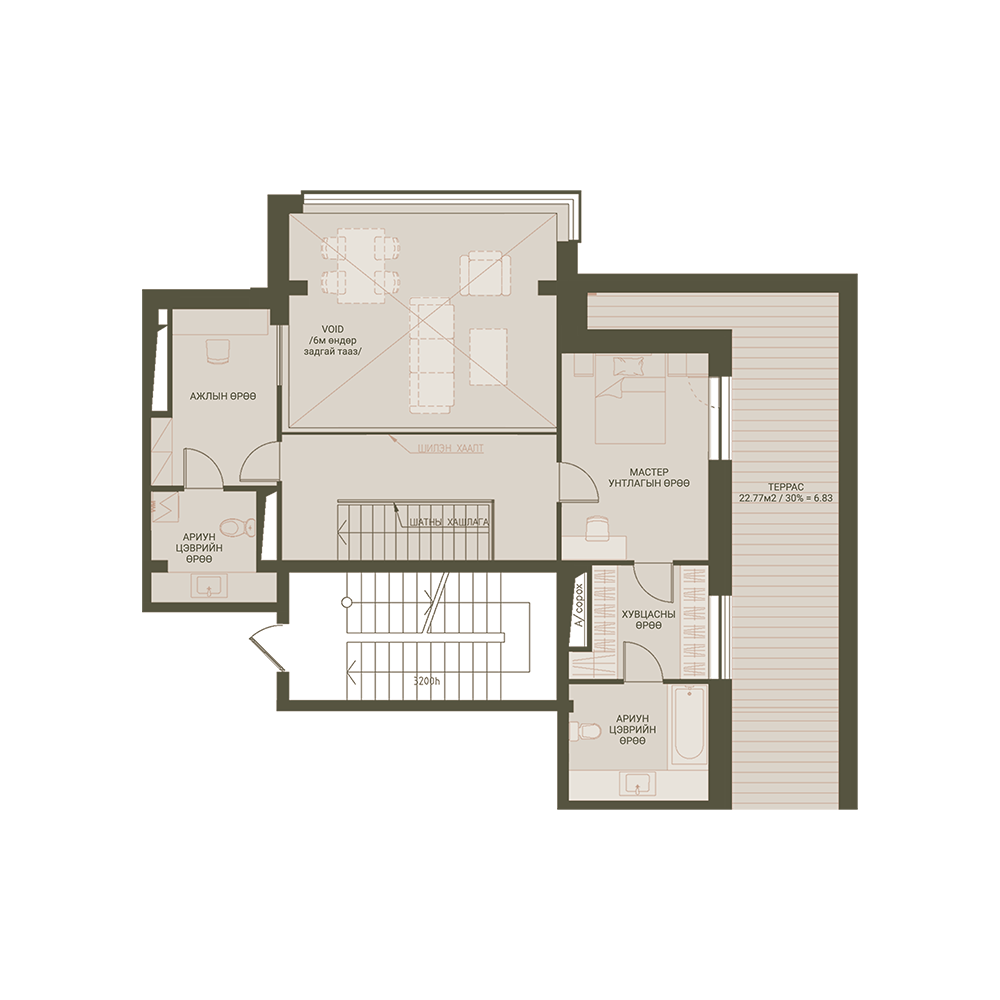 VOID
/6м өндөр
задгай тааз/
АЖЛЫН ӨРӨӨ
ШИЛЭН ХААЛТ
МАСТЕР
УНТЛАГЫН ӨРӨӨ
ТЕРРАС
22.77м2 / 30% = 6.83
ШАТНЫ ХАШЛАГА
АРИУН
ЦЭВРИЙН
ӨРӨӨ
А/сорох
ХУВЦАСНЫ
ӨРӨӨ
3200h
АРИУН
ЦЭВРИЙН
ӨРӨӨ